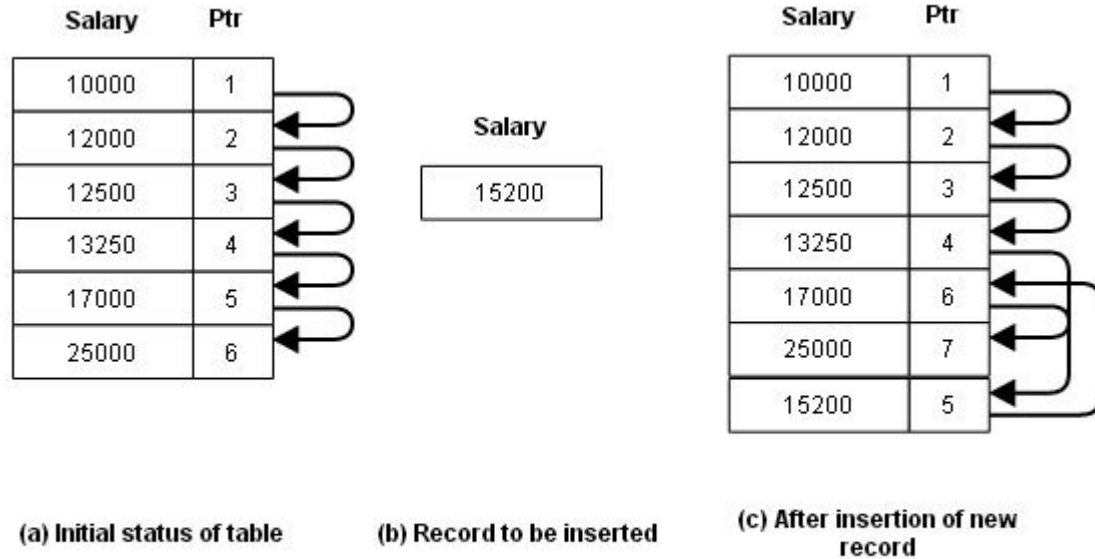 Salary Ptr
10000 1
12000 2
12500 3
13250 4
17000 5
25000 6
(a) Initial status of table
Salary
15200
(b) Record to be inserted
Salary Ptr
10000 1
12000 2
12500 3
13250 4
17000 6
25000 7
15200 5
(c) After insertion of new
record